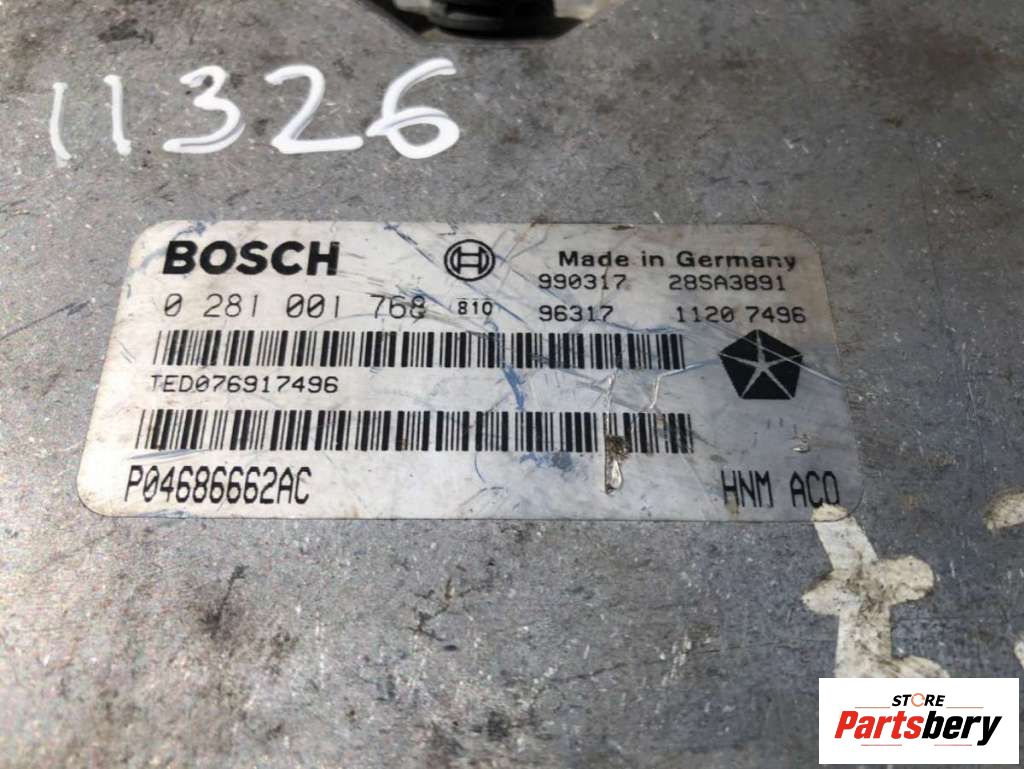 11326
BOSCH Made in Germany
990317 28SA3891
0 281 001 768 810 96317 1120 7496
TED076917496
P04686662AC HNM ACO
STORE
Partsbery